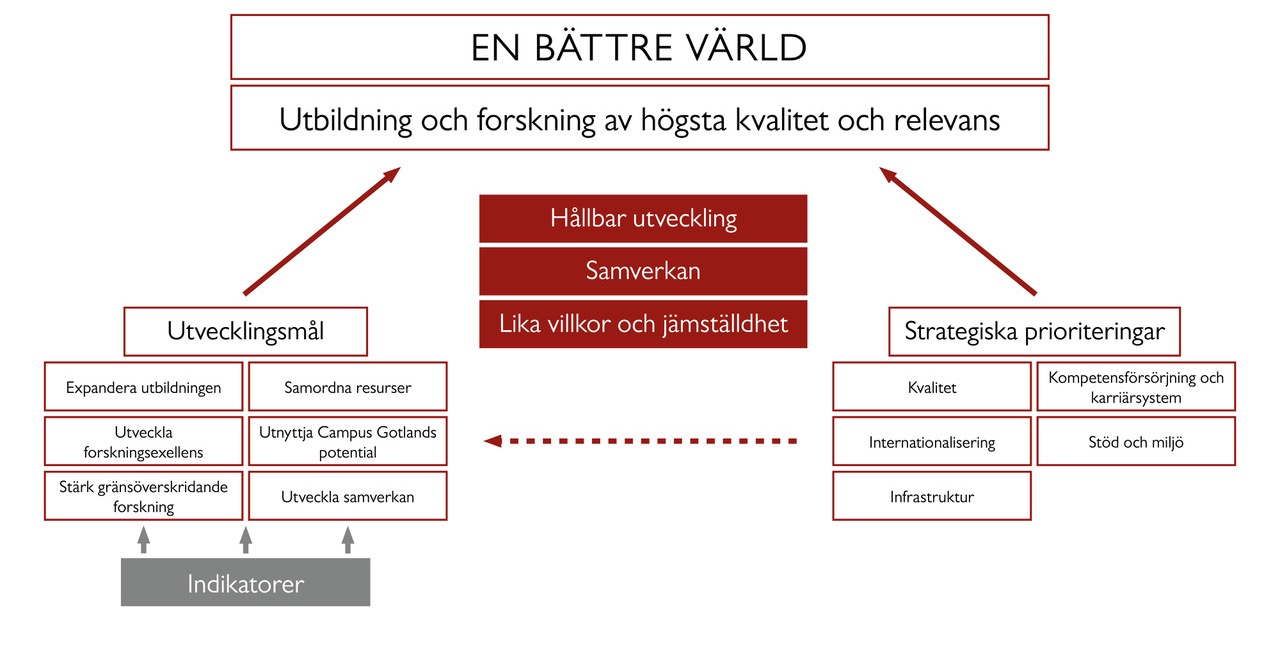 EN BÄTTRE VÄRLD
Utbildning och forskning av högsta kvalitet och relevans
Hållbar utveckling
Samverkan
Lika villkor och jämställdhet
Utvecklingsmål
Expandera utbildningen
Samordna resurser
Utveckla
forskningsexellens
Utnyttja Campus Gotlands
potential
Stärk gränsöverskridande
forskning
Utveckla samverkan
Indikatorer
Strategiska prioriteringar
Kvalitet
Kompetensförsörjning och
karriärsystem
Internationalisering
Stöd och miljö
Infrastruktur